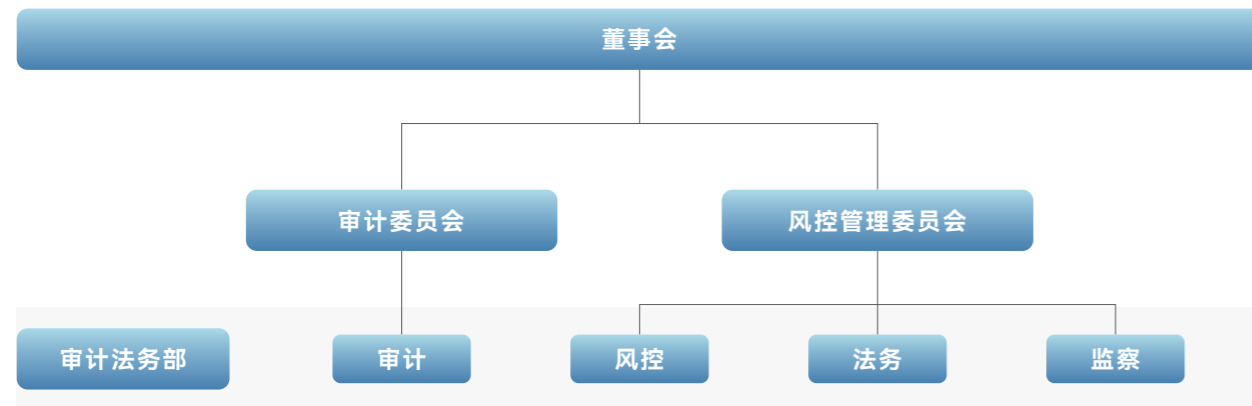 董事会
审计委员会
风控管理委员会
审计法务部
审计
风控
法务
监察